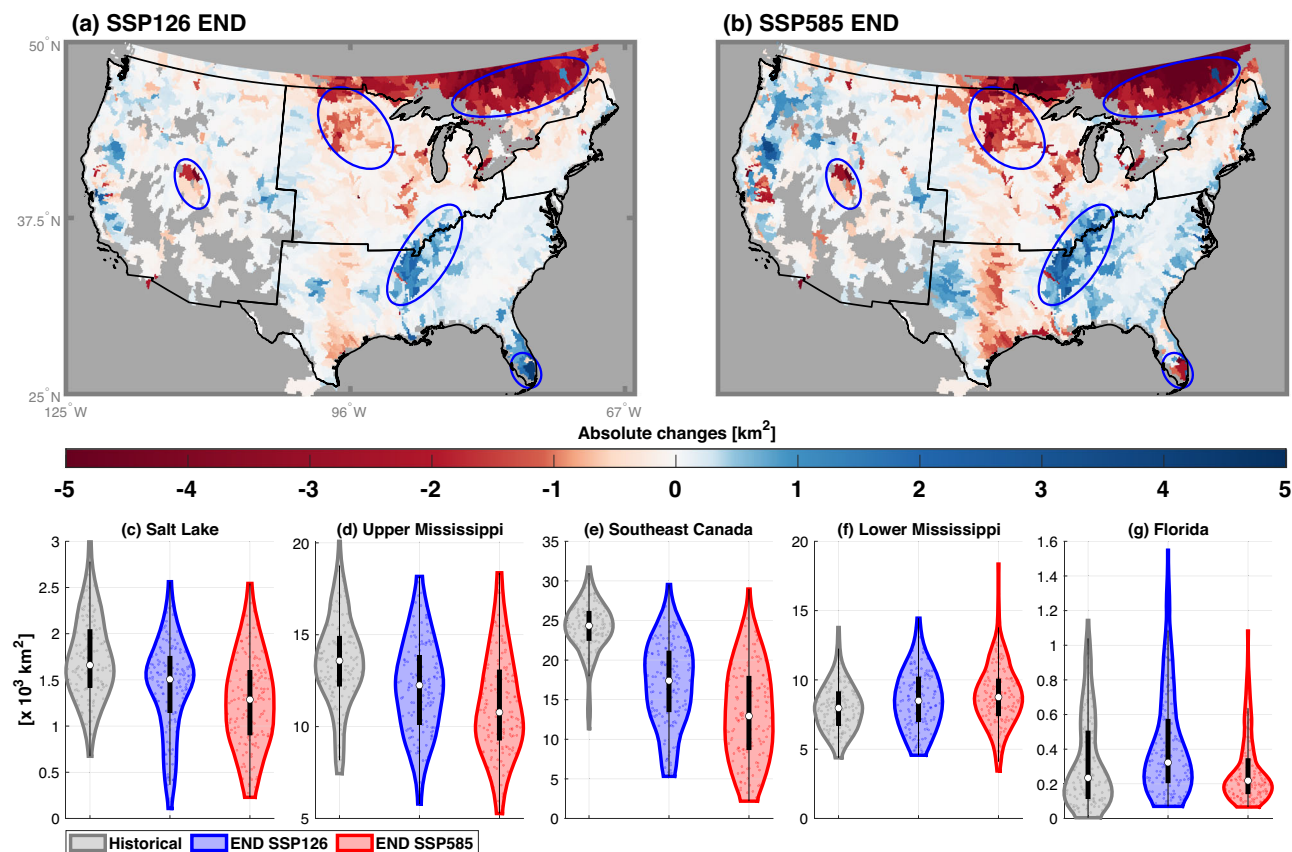 (a) SSP126 END
(b) SSP585 END
50°N
37.5°N
25°N
125°W
96°W
67°W
Absolute changes [km²]
-5 -4 -3 -2 -1 0 1 2 3 4 5
(c) Salt Lake
(d) Upper Mississippi
(e) Southeast Canada
(f) Lower Mississippi
(g) Florida
[x 10³ km²]
3
2.5
2
1.5
1
0.5
0
20
15
10
5
35
30
25
20
15
10
5
0
20
15
10
5
0
1.6
1.4
1.2
1
0.8
0.6
0.4
0.2
0
Historical END SSP126 END SSP585